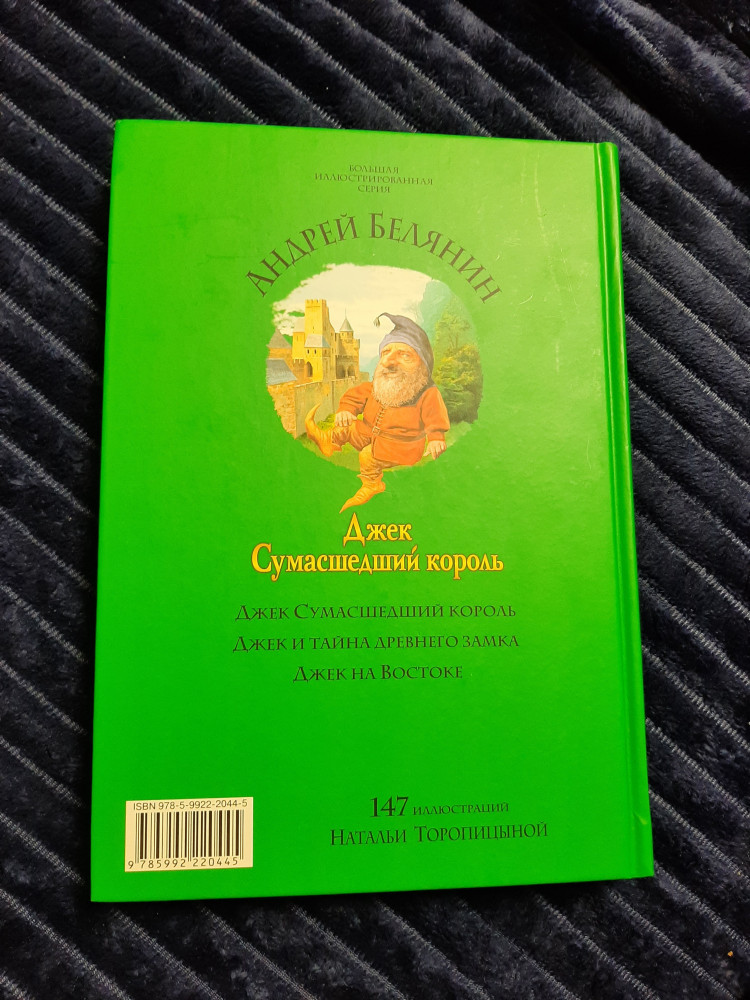 БОЛЬШАЯ
ИЛЛЮСТРИРОВАННАЯ
СЕРИЯ
АНДРЕЙ БЕЛЯНИН
Джек
Сумасшедший король
ДЖЕК СУМАСШЕДШИЙ КОРОЛЬ
ДЖЕК И ТАЙНА ДРЕВНЕГО ЗАМКА
ДЖЕК НА ВОСТОКЕ
ISBN 978-5-9922-2044-5
9 785992 220445
147 ИЛЛЮСТРАЦИЙ
НАТАЛЬИ ТОРОПИЦЫНОЙ